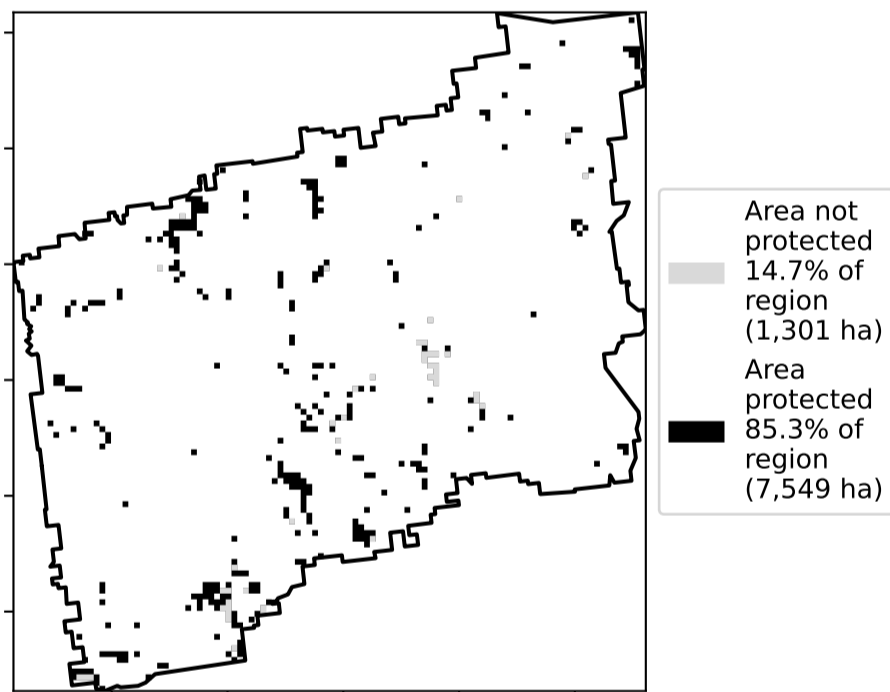 Area not
protected
14.7% of
region
(1,301 ha)
Area
protected
85.3% of
region
(7,549 ha)